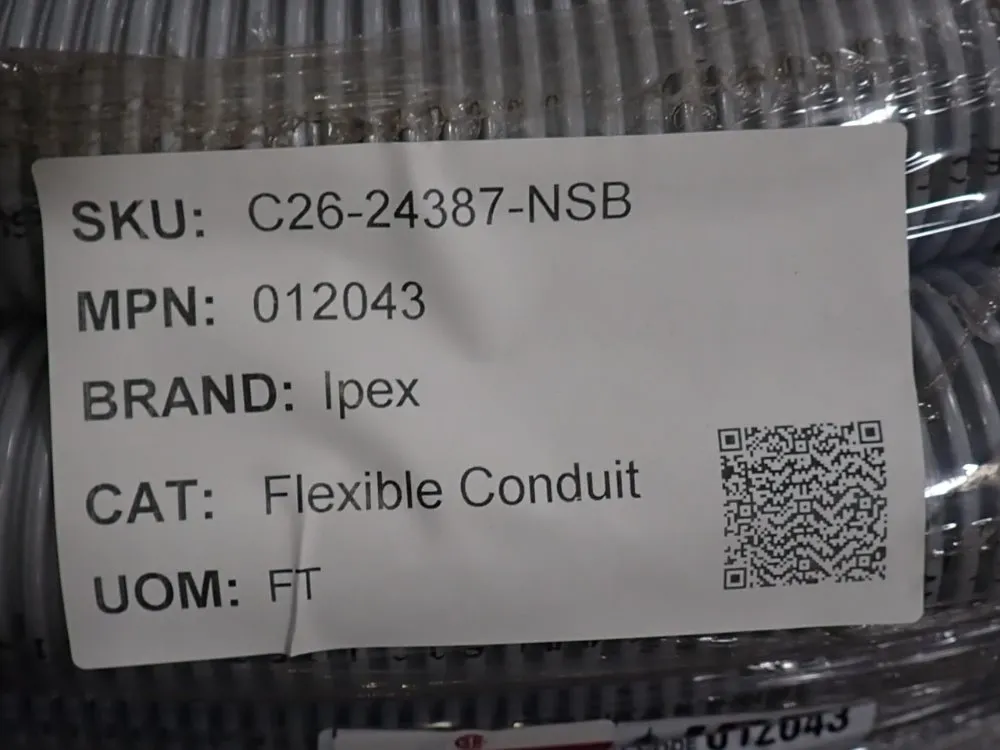 SKU: C26-24387-NSB
MPN: 012043
BRAND: Ipex
CAT: Flexible Conduit
UOM: FT
012043